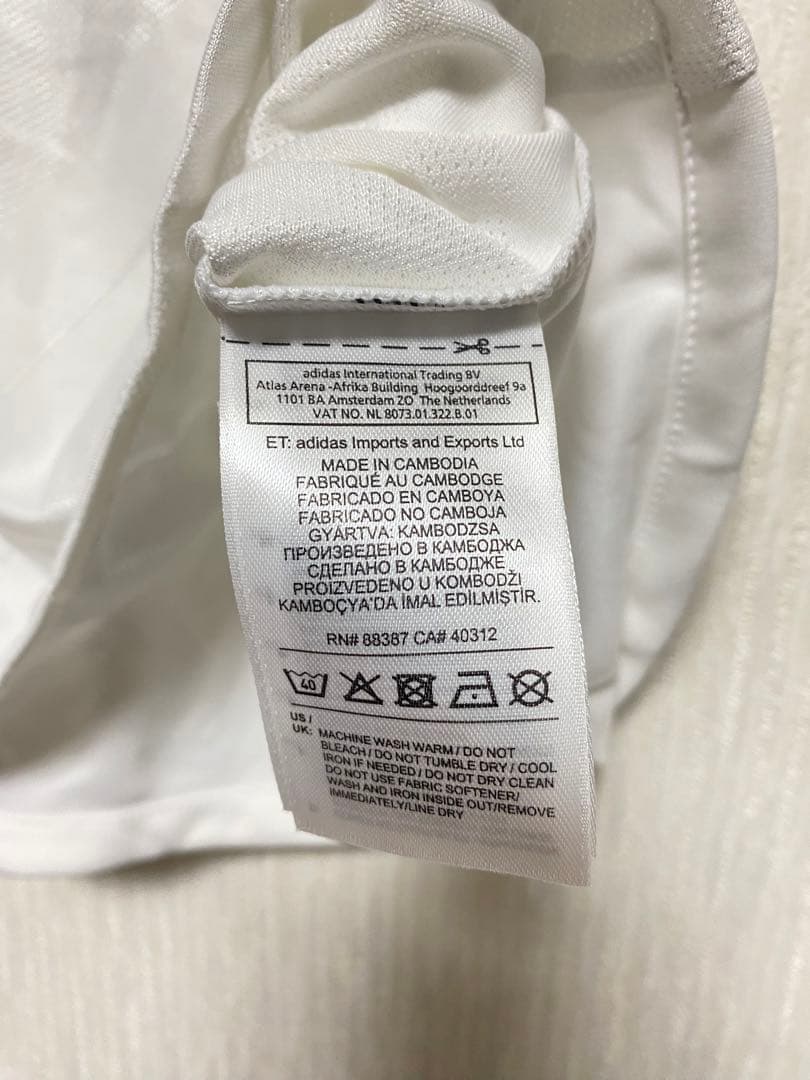 adidas International Trading BV
Atlas Arena -Afrika Building Hoogoorddreef 9a
1101 BA Amsterdam ZO The Netherlands
VAT NO. NL 8073.01.322.B.01
ET: adidas Imports and Exports Ltd
MADE IN CAMBODIA
FABRIQUÉ AU CAMBODGE
FABRICADO EN CAMBOYA
FABRICADO NO CAMBOJA
GYÁRTVA: KAMBODZSA
ПРОИЗВЕДЕНО В КАМБОДЖА
СДЕЛАНО В КАМБОДЖЕ
PROIZVEDENO U KOMBODŽI
KAMBOÇYA'DA İMAL EDİLMİŞTİR.
RN# 88387 CA# 40312
40
US /
UK: MACHINE WASH WARM / DO NOT
BLEACH / DO NOT TUMBLE DRY / COOL
IRON IF NEEDED / DO NOT DRY CLEAN
DO NOT USE FABRIC SOFTENER/
WASH AND IRON INSIDE OUT/REMOVE
IMMEDIATELY/LINE DRY